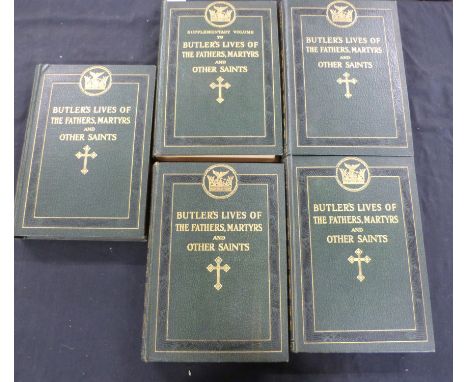 BUTLER'S LIVES OF
THE FATHERS, MARTYRS
AND
OTHER SAINTS
SUPPLEMENTARY VOLUME
TO
BUTLER'S LIVES OF
THE FATHERS, MARTYRS
AND
OTHER SAINTS
BUTLER'S LIVES OF
THE FATHERS, MARTYRS
AND
OTHER SAINTS
BUTLER'S LIVES OF
THE FATHERS, MARTYRS
AND
OTHER SAINTS
BUTLER'S LIVES OF
THE FATHERS, MARTYRS
AND
OTHER SAINTS